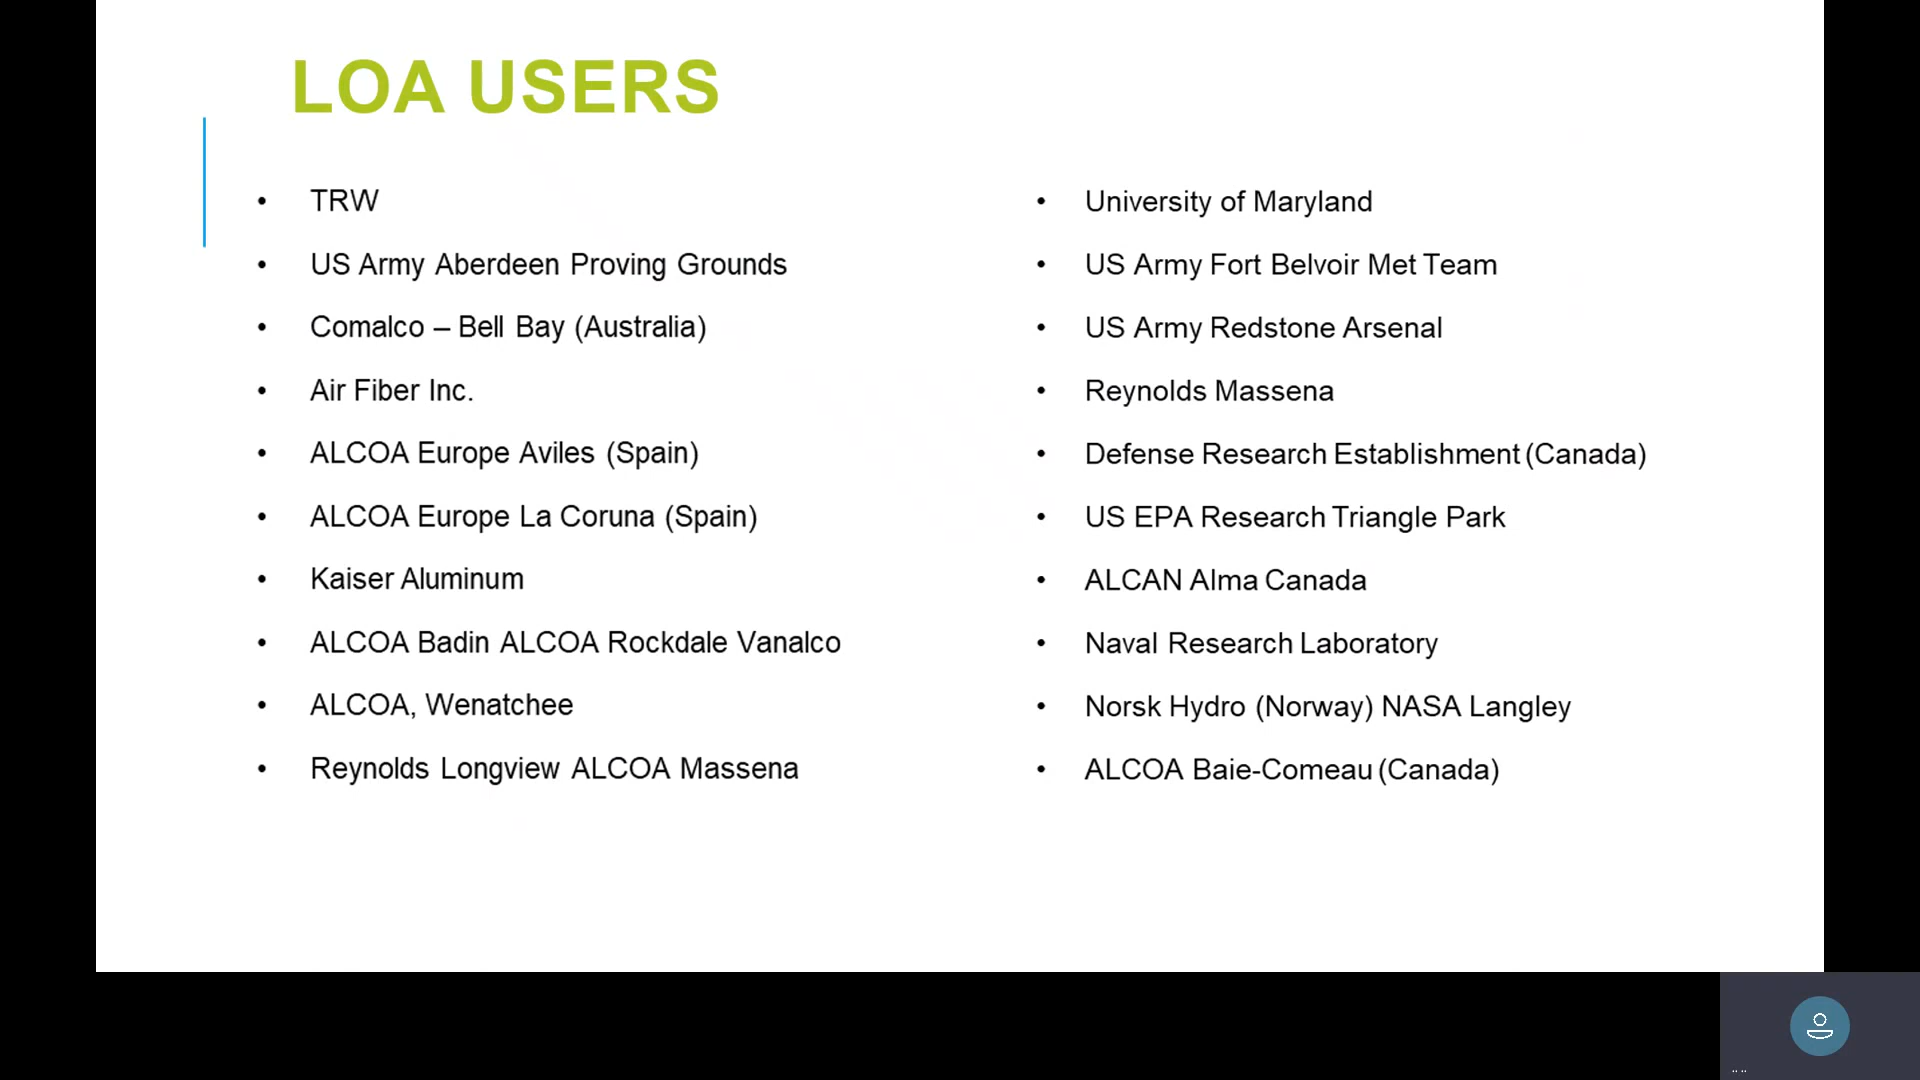 LOA USERS
• TRW
• US Army Aberdeen Proving Grounds
• Comalco – Bell Bay (Australia)
• Air Fiber Inc.
• ALCOA Europe Aviles (Spain)
• ALCOA Europe La Coruna (Spain)
• Kaiser Aluminum
• ALCOA Badin ALCOA Rockdale Vanalco
• ALCOA, Wenatchee
• Reynolds Longview ALCOA Massena
• University of Maryland
• US Army Fort Belvoir Met Team
• US Army Redstone Arsenal
• Reynolds Massena
• Defense Research Establishment (Canada)
• US EPA Research Triangle Park
• ALCAN Alma Canada
• Naval Research Laboratory
• Norsk Hydro (Norway) NASA Langley
• ALCOA Baie-Comeau (Canada)